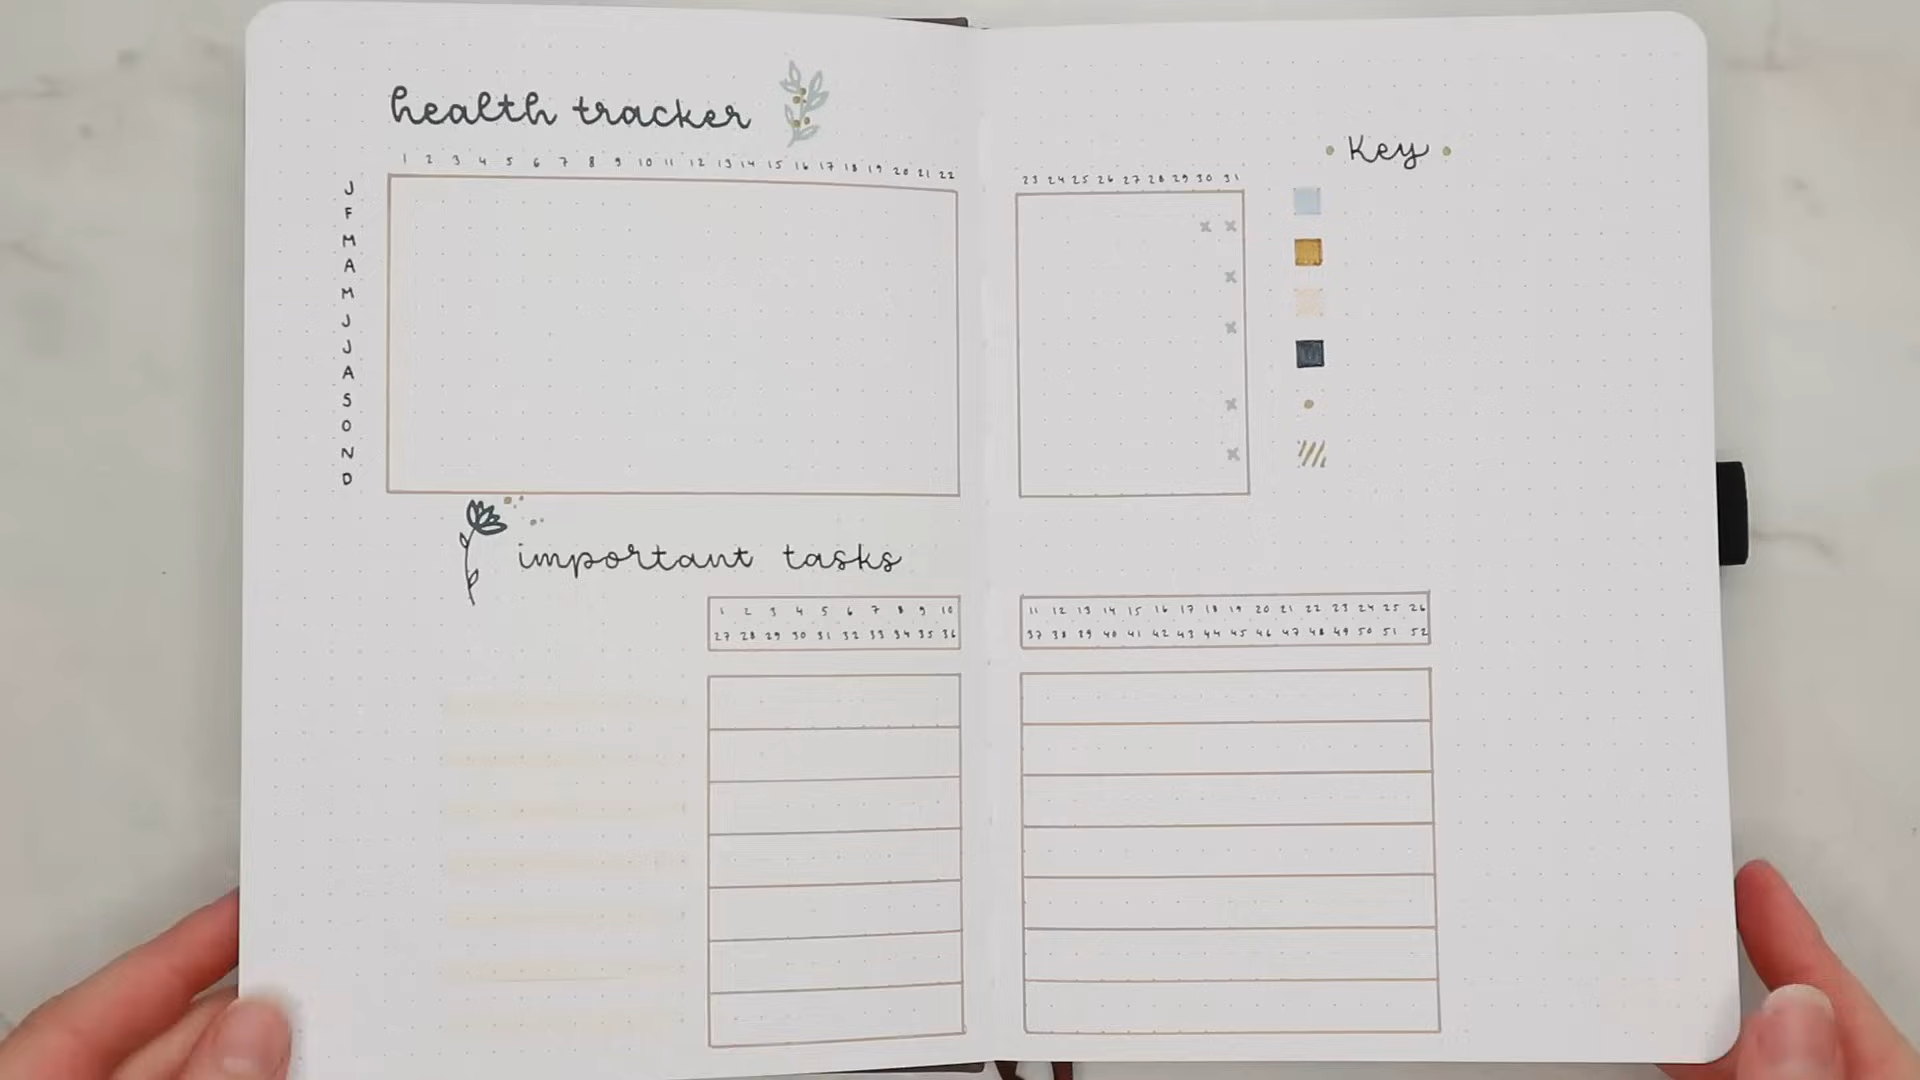 health tracker
Key
1 2 3 4 5 6 7 8 9 10 11 12 13 14 15 16 17 18 19 20 21 22
23 24 25 26 27 28 29 30 31
J
F
M
A
M
J
J
A
S
O
N
D
x x
x
x
x
x
important tasks
1 2 3 4 5 6 7 8 9 10
27 28 29 30 31 32 33 34 35 36
11 12 13 14 15 16 17 18 19 20 21 22 23 24 25 26
37 38 39 40 41 42 43 44 45 46 47 48 49 50 51 52